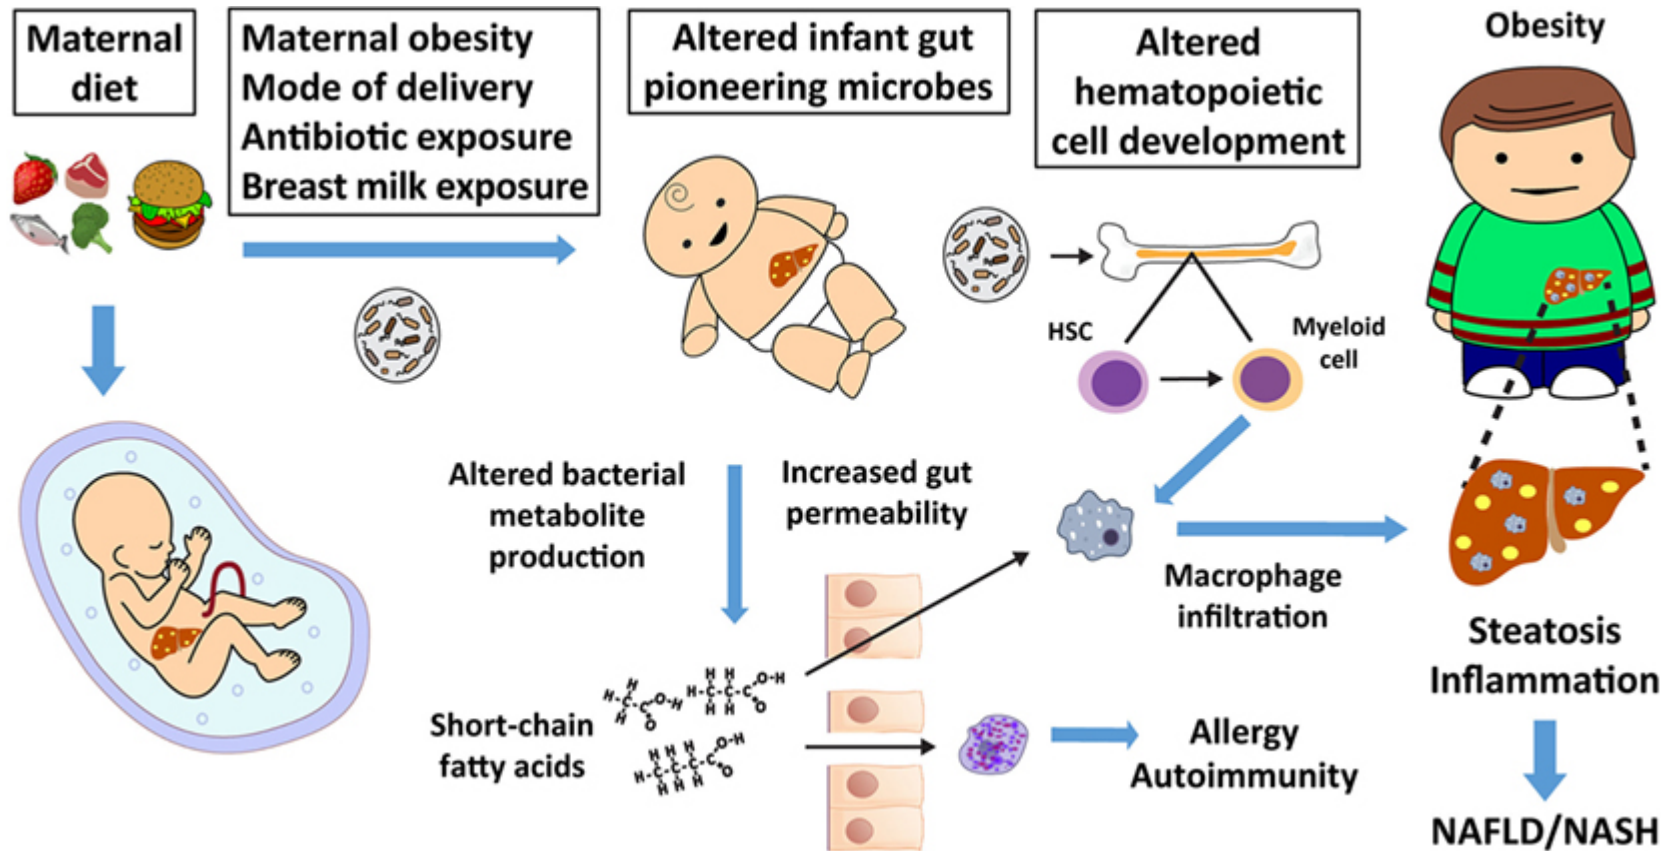 Maternal
diet
Maternal obesity
Mode of delivery
Antibiotic exposure
Breast milk exposure
Altered infant gut
pioneering microbes
Altered
hematopoietic
cell development
Obesity
HSC
Myeloid
cell
Altered bacterial
metabolite
production
Increased gut
permeability
Macrophage
infiltration
Short-chain
fatty acids
Allergy
Autoimmunity
Steatosis
Inflammation
NAFLD/NASH